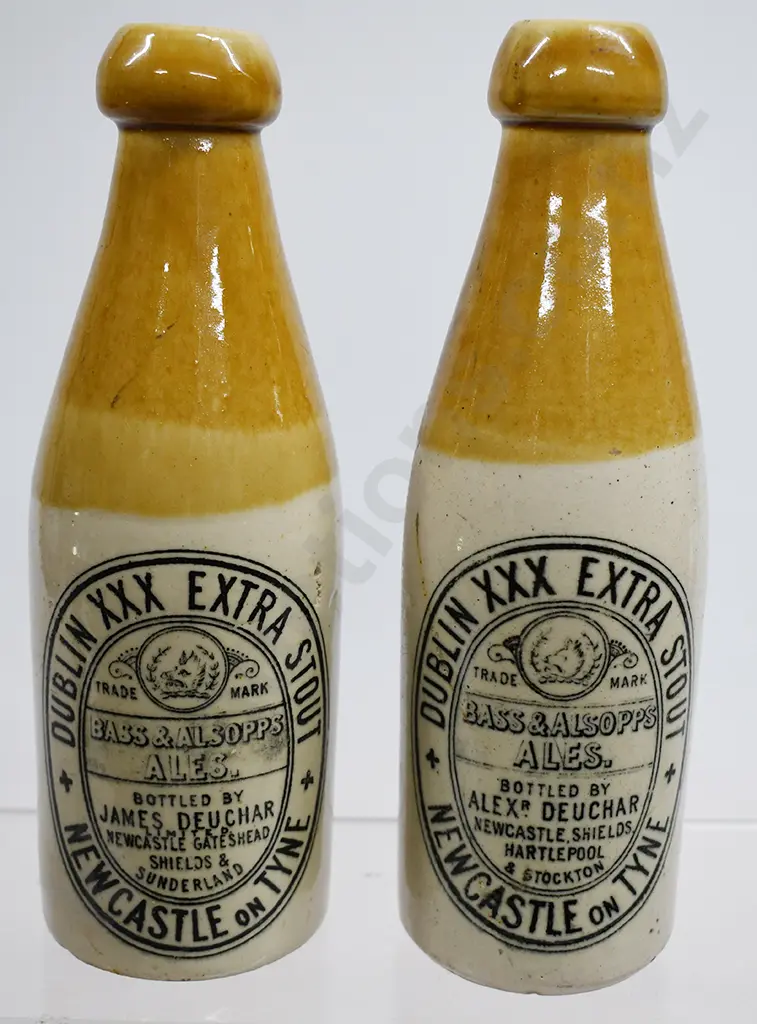 DUBLIN XXX EXTRA STOUT
TRADE MARK
BASS & ALSOPPS
ALES.
BOTTLED BY
JAMES DEUCHAR
LIMITED
NEWCASTLE GATESHEAD
SHIELDS &
SUNDERLAND
NEWCASTLE ON TYNE
DUBLIN XXX EXTRA STOUT
TRADE MARK
BASS & ALSOPPS
ALES.
BOTTLED BY
ALEXR DEUCHAR
NEWCASTLE, SHIELDS,
HARTLEPOOL
& STOCKTON
NEWCASTLE ON TYNE